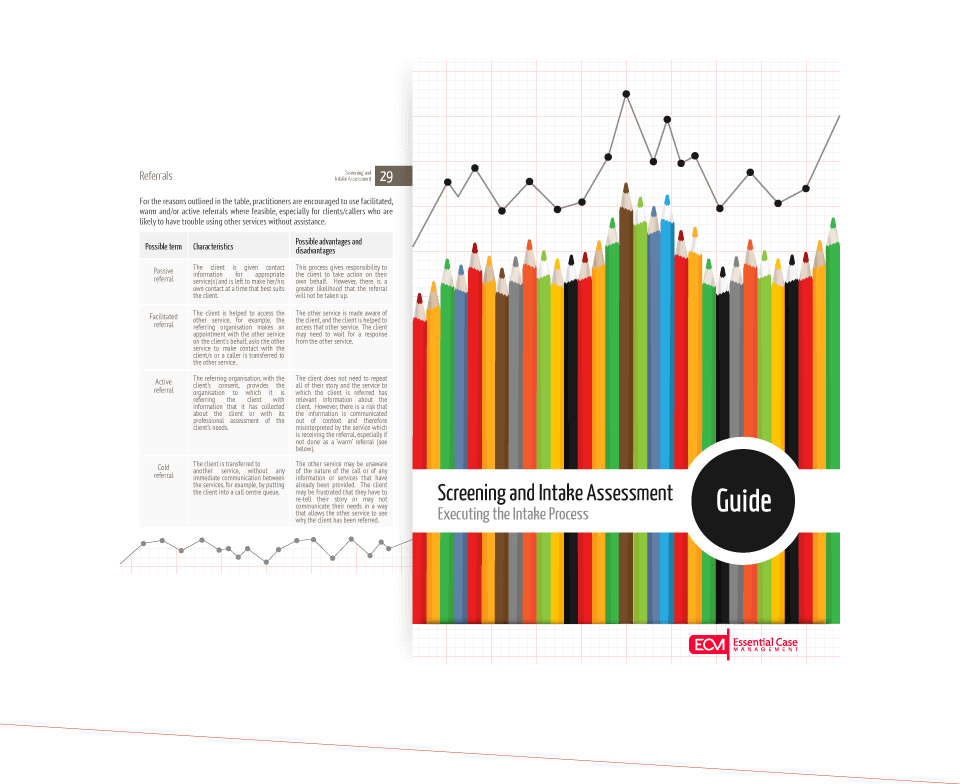 Referrals
Screening and
Intake Assessment
29
For the reasons outlined in the table, practitioners are encouraged to use facilitated,
warm and/or active referrals where feasible, especially for clients/callers who are
likely to have trouble using other services without assistance.
Possible term
Characteristics
Possible advantages and
disadvantages
Passive
referral
The client is given contact
information for appropriate
service(s) and is left to make her/his
own contact at a time that best suits
the client.
This process gives responsibility to
the client to take action on their
own behalf. However, there is a
greater likelihood that the referral
will not be taken up.
Facilitated
referral
The client is helped to access the
other service, for example, the
referring organisation makes an
appointment with the other service
on the client's behalf, asks the other
service to make contact with the
client/s or a caller is transferred to
the other service.
The other service is made aware of
the client, and the client is helped to
access that other service. The client
may need to wait for a response
from the other service.
Active
referral
The referring organisation, with the
client's consent, provides the
organisation to which it is
referring the client with
information that it has collected
about the client or with its
professional assessment of the
client's needs.
The client does not need to repeat
all of their story and the service to
which the client is referred has
relevant information about the
client. However, there is a risk that
the information is communicated
out of context and therefore
misinterpreted by the service which
is receiving the referral, especially if
not done as a 'warm' referral (see
below).
Cold
referral
The client is transferred to
another service, without any
immediate communication between
the services, for example, by putting
the client into a call centre queue.
The other service may be unaware
of the nature of the call or of any
information or services that have
already been provided. The client
may be frustrated that they have to
re-tell their story or may not
communicate their needs in a way
that allows the other service to see
why the client has been referred.
Screening and Intake Assessment
Executing the Intake Process
Guide
ECM
Essential Case
MANAGEMENT